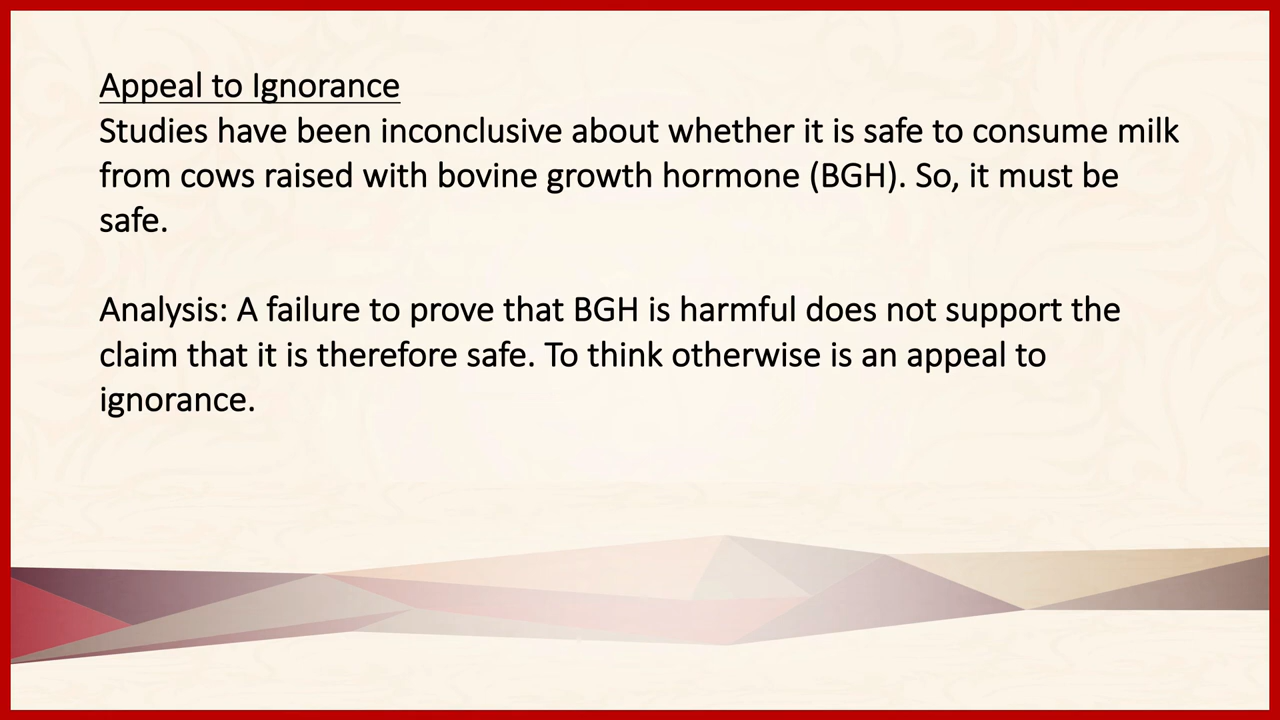 Appeal to Ignorance
Studies have been inconclusive about whether it is safe to consume milk
from cows raised with bovine growth hormone (BGH). So, it must be
safe.
Analysis: A failure to prove that BGH is harmful does not support the
claim that it is therefore safe. To think otherwise is an appeal to
ignorance.